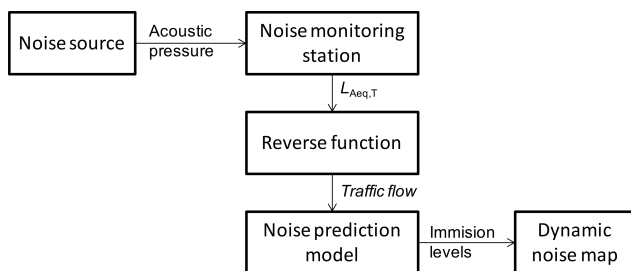 Noise source
Acoustic
pressure
Noise monitoring
station
LAeq,T
Reverse function
Traffic flow
Noise prediction
model
Immision
levels
Dynamic
noise map